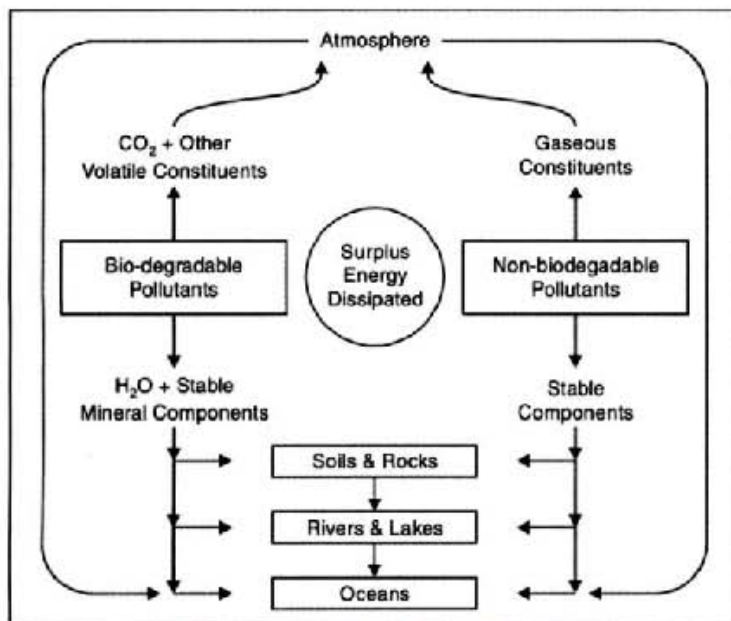 Atmosphere
CO₂ + Other
Volatile Constituents
Gaseous
Constituents
Bio-degradable
Pollutants
Surplus
Energy
Dissipated
Non-biodegadable
Pollutants
H₂O + Stable
Mineral Components
Stable
Components
Soils & Rocks
Rivers & Lakes
Oceans